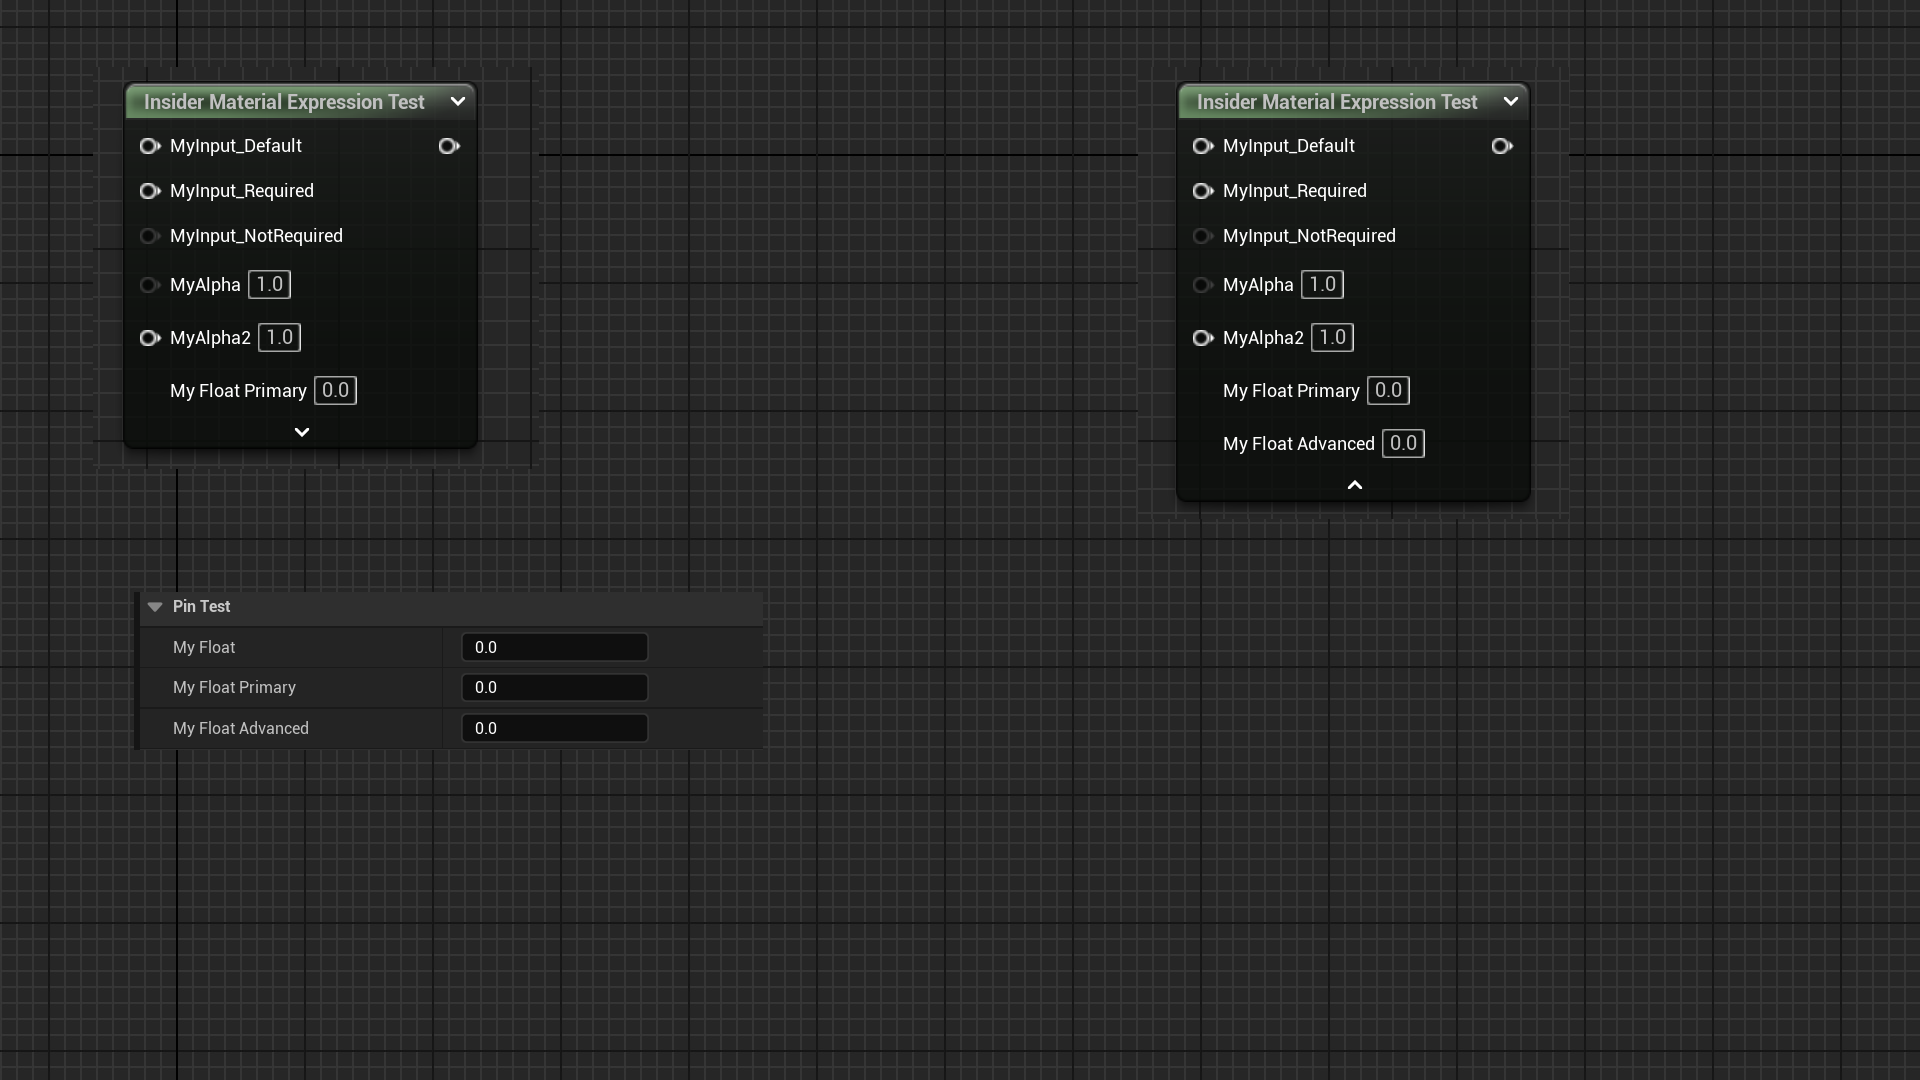 Insider Material Expression Test
MyInput_Default
MyInput_Required
MyInput_NotRequired
MyAlpha 1.0
MyAlpha2 1.0
My Float Primary 0.0
Insider Material Expression Test
MyInput_Default
MyInput_Required
MyInput_NotRequired
MyAlpha 1.0
MyAlpha2 1.0
My Float Primary 0.0
My Float Advanced 0.0
Pin Test
My Float 0.0
My Float Primary 0.0
My Float Advanced 0.0